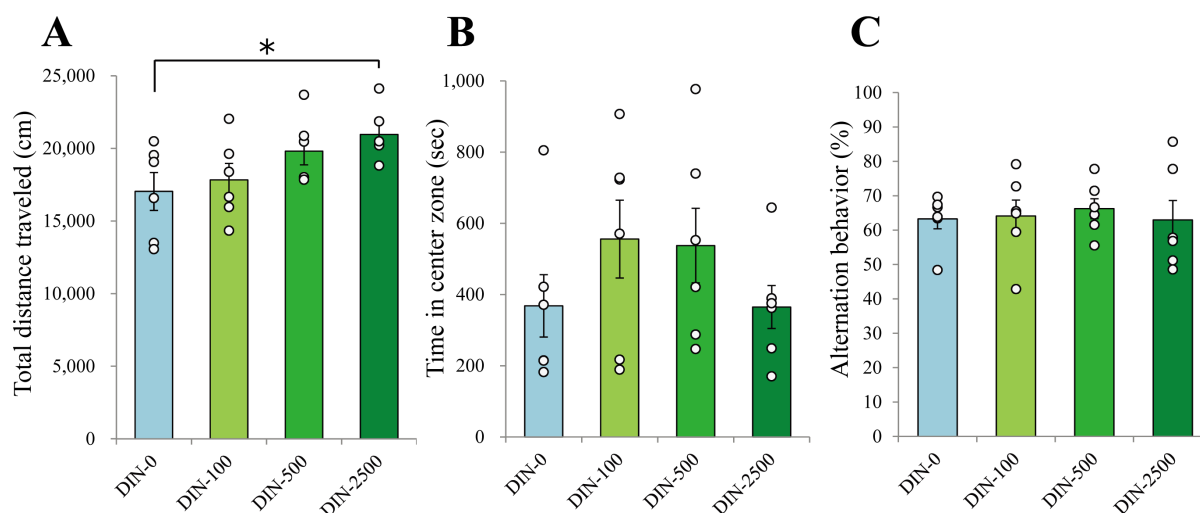 A
*
Total distance traveled (cm)
25,000
20,000
15,000
10,000
5,000
0
DIN-0
DIN-100
DIN-500
DIN-2500
B
Time in center zone (sec)
1,000
800
600
400
200
0
DIN-0
DIN-100
DIN-500
DIN-2500
C
Alternation behavior (%)
100
90
80
70
60
50
40
30
20
10
0
DIN-0
DIN-100
DIN-500
DIN-2500